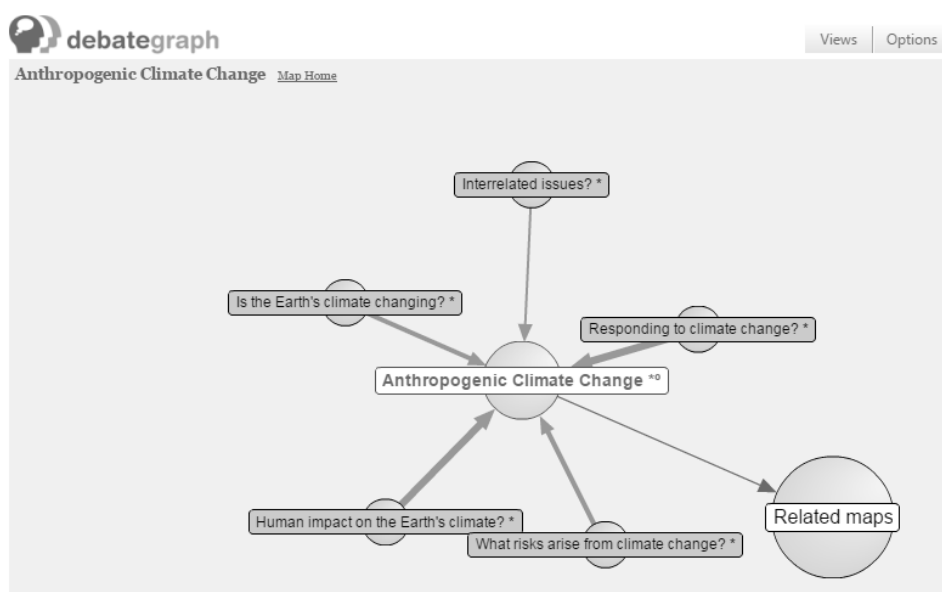 debategraph
Views Options
Anthropogenic Climate Change Map Home
Interrelated issues? *
Is the Earth's climate changing? *
Responding to climate change? *
Anthropogenic Climate Change *º
Related maps
Human impact on the Earth's climate? *
What risks arise from climate change? *